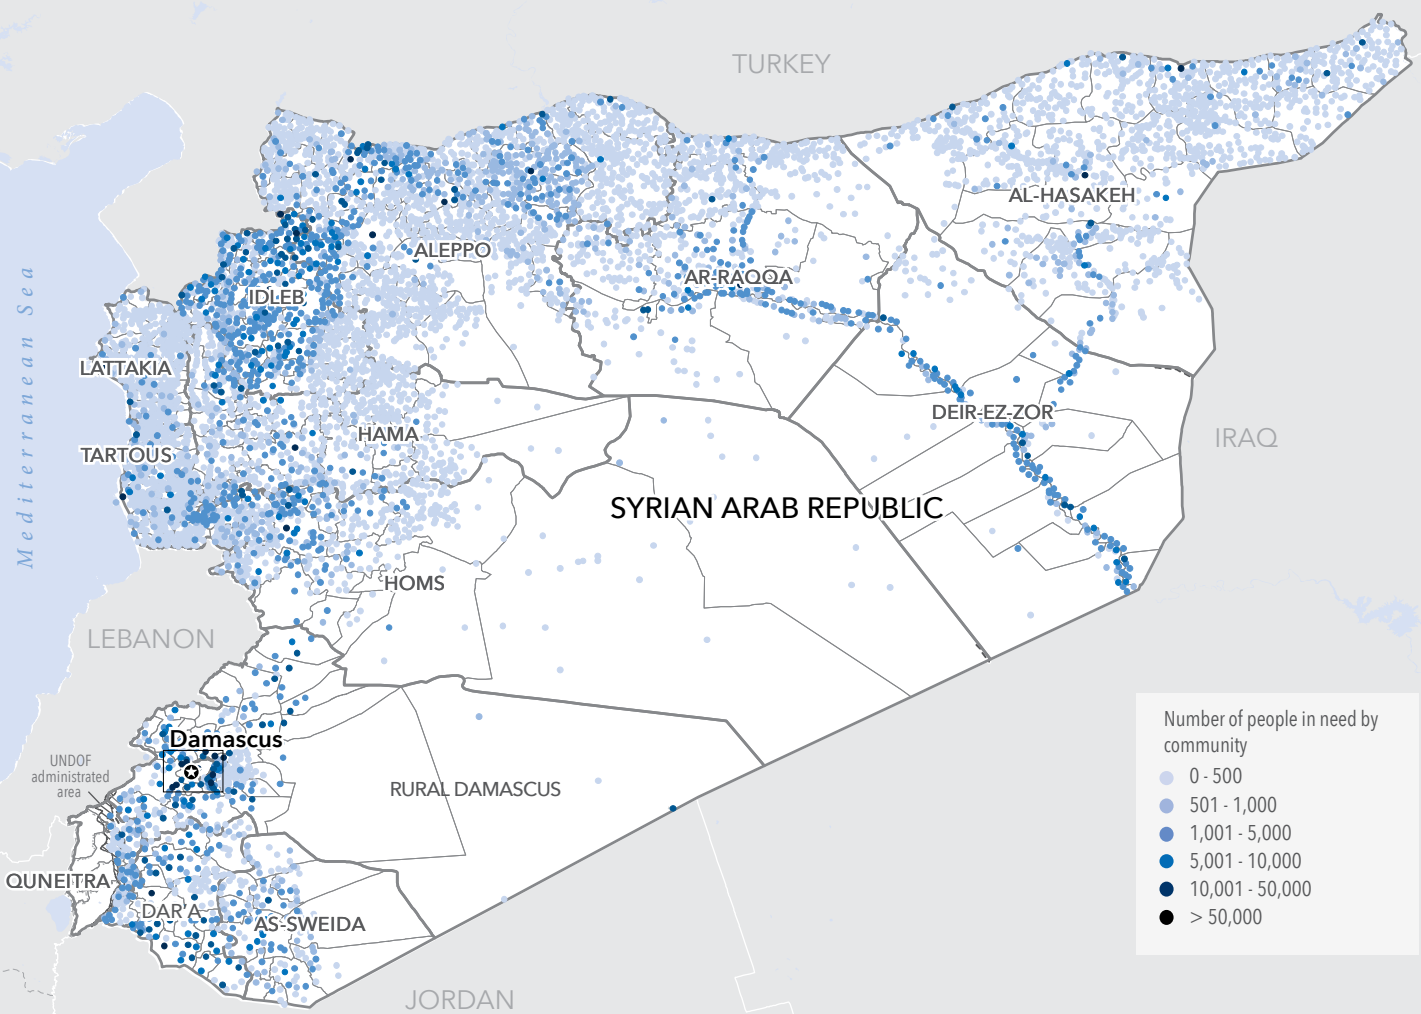 TURKEY
AL-HASAKEH
ALEPPO
AR-RAQQA
IDLEB
Mediterranean Sea
LATTAKIA
DEIR-EZ-ZOR
HAMA
IRAQ
TARTOUS
SYRIAN ARAB REPUBLIC
HOMS
LEBANON
Damascus
UNDOF
administrated
area
RURAL DAMASCUS
QUNEITRA
DAR'A
AS-SWEIDA
JORDAN
Number of people in need by
community
0 - 500
501 - 1,000
1,001 - 5,000
5,001 - 10,000
10,001 - 50,000
> 50,000